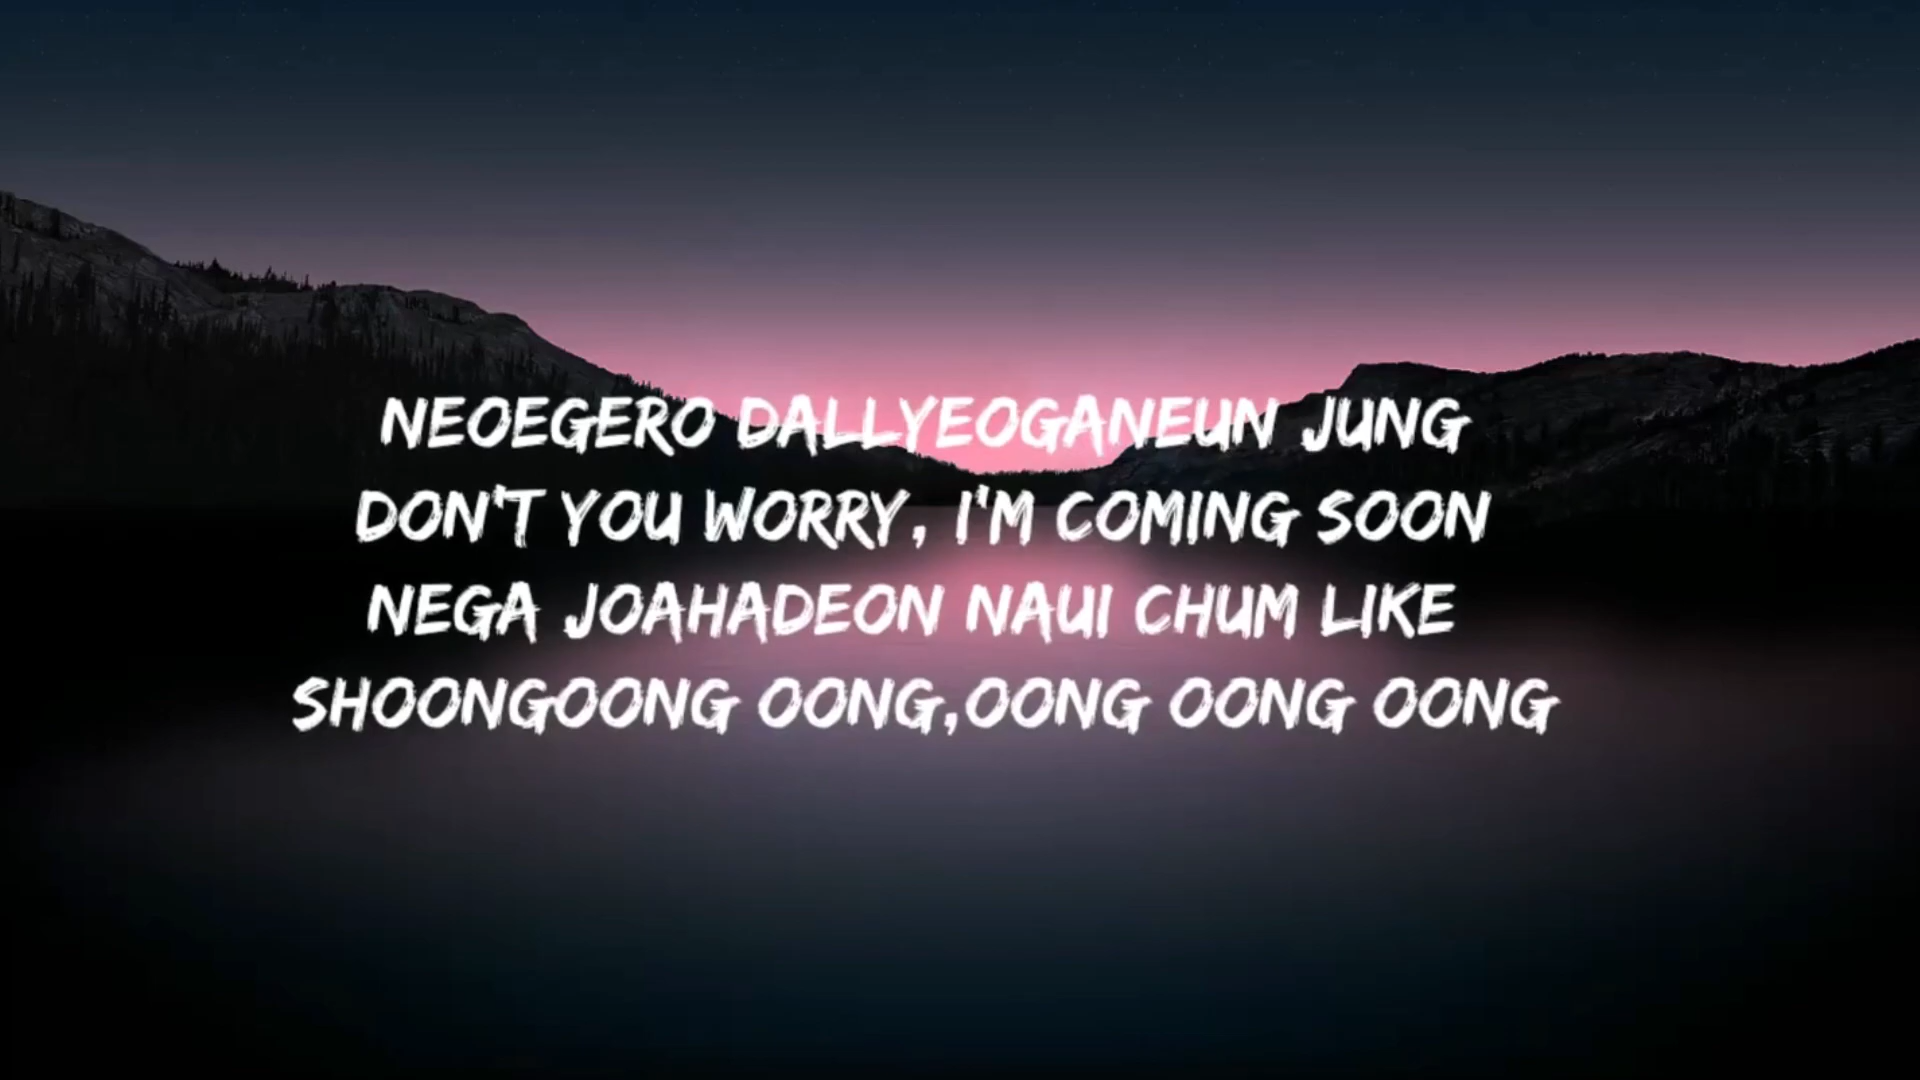 NEOEGERO DALLYEOGANEUN JUNG
DON'T YOU WORRY, I'M COMING SOON
NEGA JOAHADEON NAUI CHUM LIKE
SHOONGOONG OONG,OONG OONG OONG